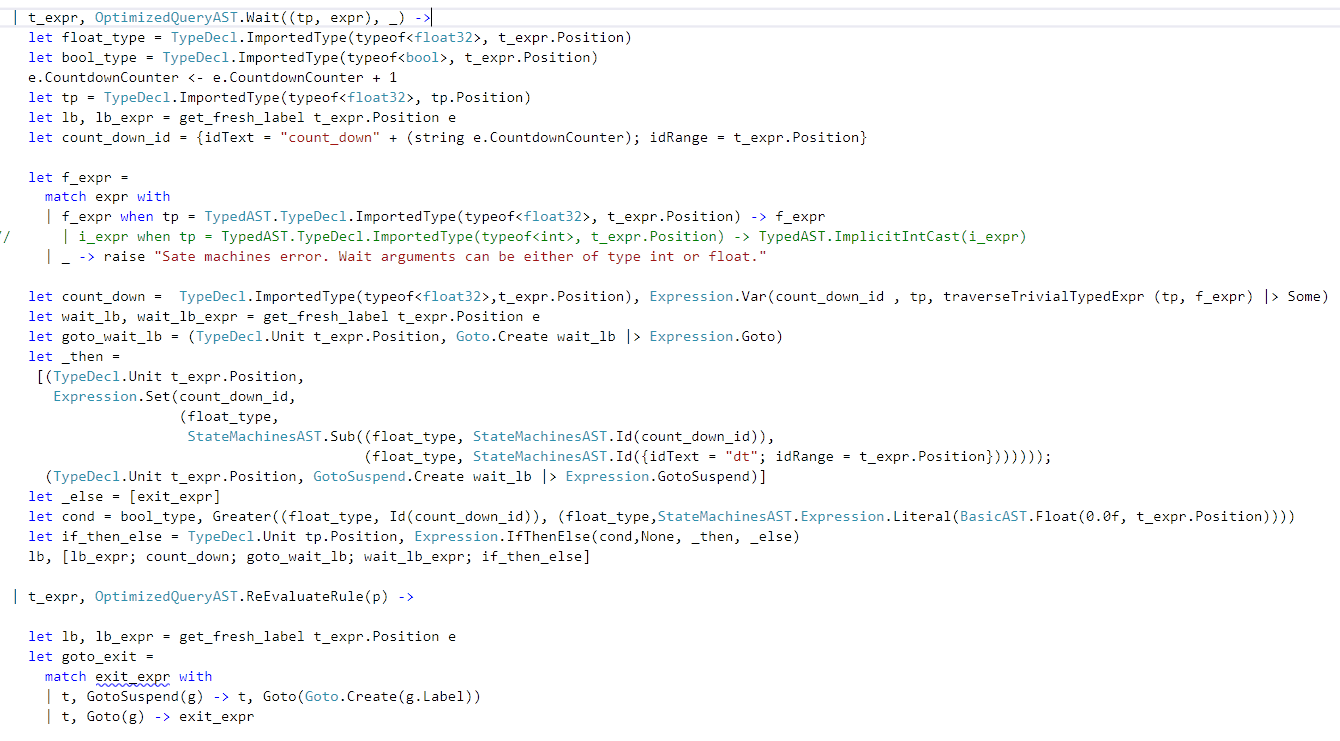 | t_expr, OptimizedQueryAST.Wait((tp, expr), _) ->
let float_type = TypeDecl.ImportedType(typeof<float32>, t_expr.Position)
let bool_type = TypeDecl.ImportedType(typeof<bool>, t_expr.Position)
e.CountdownCounter <- e.CountdownCounter + 1
let tp = TypeDecl.ImportedType(typeof<float32>, tp.Position)
let lb, lb_expr = get_fresh_label t_expr.Position e
let count_down_id = {idText = "count_down" + (string e.CountdownCounter); idRange = t_expr.Position}
let f_expr =
match expr with
| f_expr when tp = TypedAST.TypeDecl.ImportedType(typeof<float32>, t_expr.Position) -> f_expr
/ | i_expr when tp = TypedAST.TypeDecl.ImportedType(typeof<int>, t_expr.Position) -> TypedAST.ImplicitIntCast(i_expr)
| _ -> raise "Sate machines error. Wait arguments can be either of type int or float."
let count_down =  TypeDecl.ImportedType(typeof<float32>,t_expr.Position), Expression.Var(count_down_id , tp, traverseTrivialTypedExpr (tp, f_expr) |> Some)
let wait_lb, wait_lb_expr = get_fresh_label t_expr.Position e
let goto_wait_lb = (TypeDecl.Unit t_expr.Position, Goto.Create wait_lb |> Expression.Goto)
let _then =
[(TypeDecl.Unit t_expr.Position,
Expression.Set(count_down_id,
(float_type,
StateMachinesAST.Sub((float_type, StateMachinesAST.Id(count_down_id)),
(float_type, StateMachinesAST.Id({idText = "dt"; idRange = t_expr.Position}))))));
(TypeDecl.Unit t_expr.Position, GotoSuspend.Create wait_lb |> Expression.GotoSuspend)]
let _else = [exit_expr]
let cond = bool_type, Greater((float_type, Id(count_down_id)), (float_type,StateMachinesAST.Expression.Literal(BasicAST.Float(0.0f, t_expr.Position))))
let if_then_else = TypeDecl.Unit tp.Position, Expression.IfThenElse(cond,None, _then, _else)
lb, [lb_expr; count_down; goto_wait_lb; wait_lb_expr; if_then_else]
| t_expr, OptimizedQueryAST.ReEvaluateRule(p) ->
let lb, lb_expr = get_fresh_label t_expr.Position e
let goto_exit =
match exit_expr with
| t, GotoSuspend(g) -> t, Goto(Goto.Create(g.Label))
| t, Goto(g) -> exit_expr